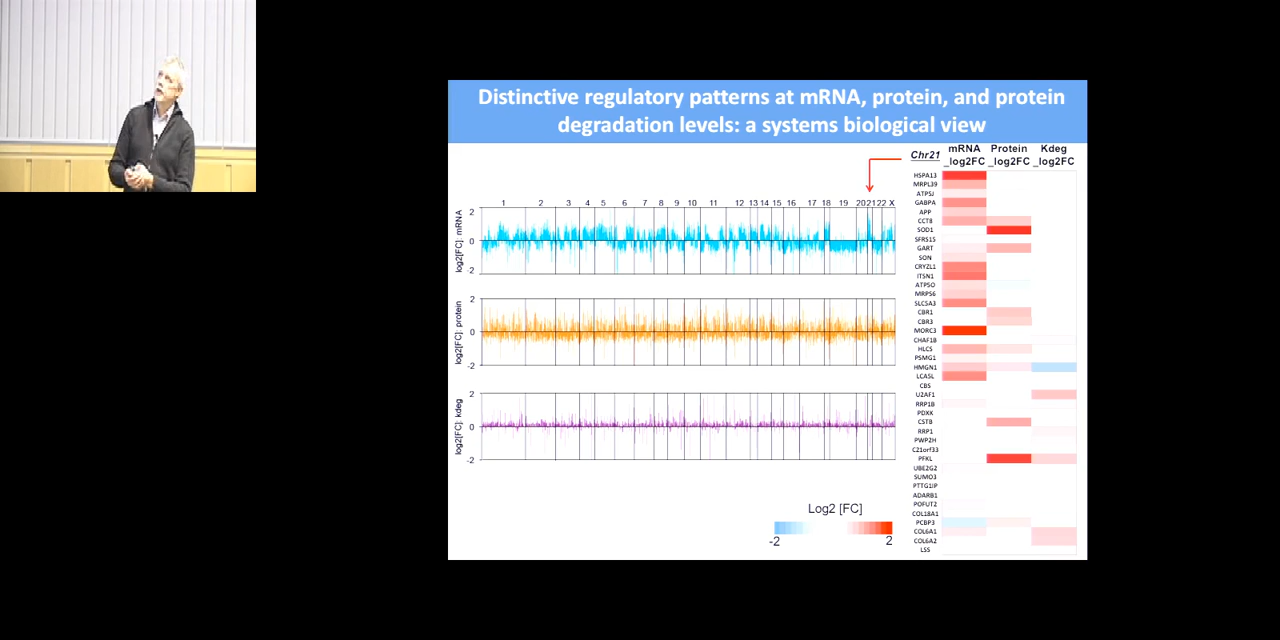 Distinctive regulatory patterns at mRNA, protein, and protein
degradation levels: a systems biological view
Chr21
mRNA
_log2FC
Protein
_log2FC
Kdeg
_log2FC
1 2 3 4 5 6 7 8 9 10 11 12 13 14 15 16 17 18 19 20 21 22 X
log2[FC]: mRNA
2
0
-2
log2[FC]: protein
2
0
-2
log2[FC]: kdeg
2
0
-2
Log2 [FC]
-2
2
HSPA13
MRPL39
ATP5J
GABPA
APP
CCT8
SOD1
SFRS15
GART
SON
CRYZL1
ITSN1
ATP5O
MRPS6
SLC5A3
CBR1
CBR3
MORC3
CHAF1B
HLCS
PSMG1
HMGN1
LCA5L
CBS
U2AF1
RRP1B
PDXK
CSTB
RRP1
PWP2H
C21orf33
PFKL
UBE2G2
SUMO3
PTTG1IP
ADARB1
POFUT2
COL18A1
PCBP3
COL6A1
COL6A2
LSS